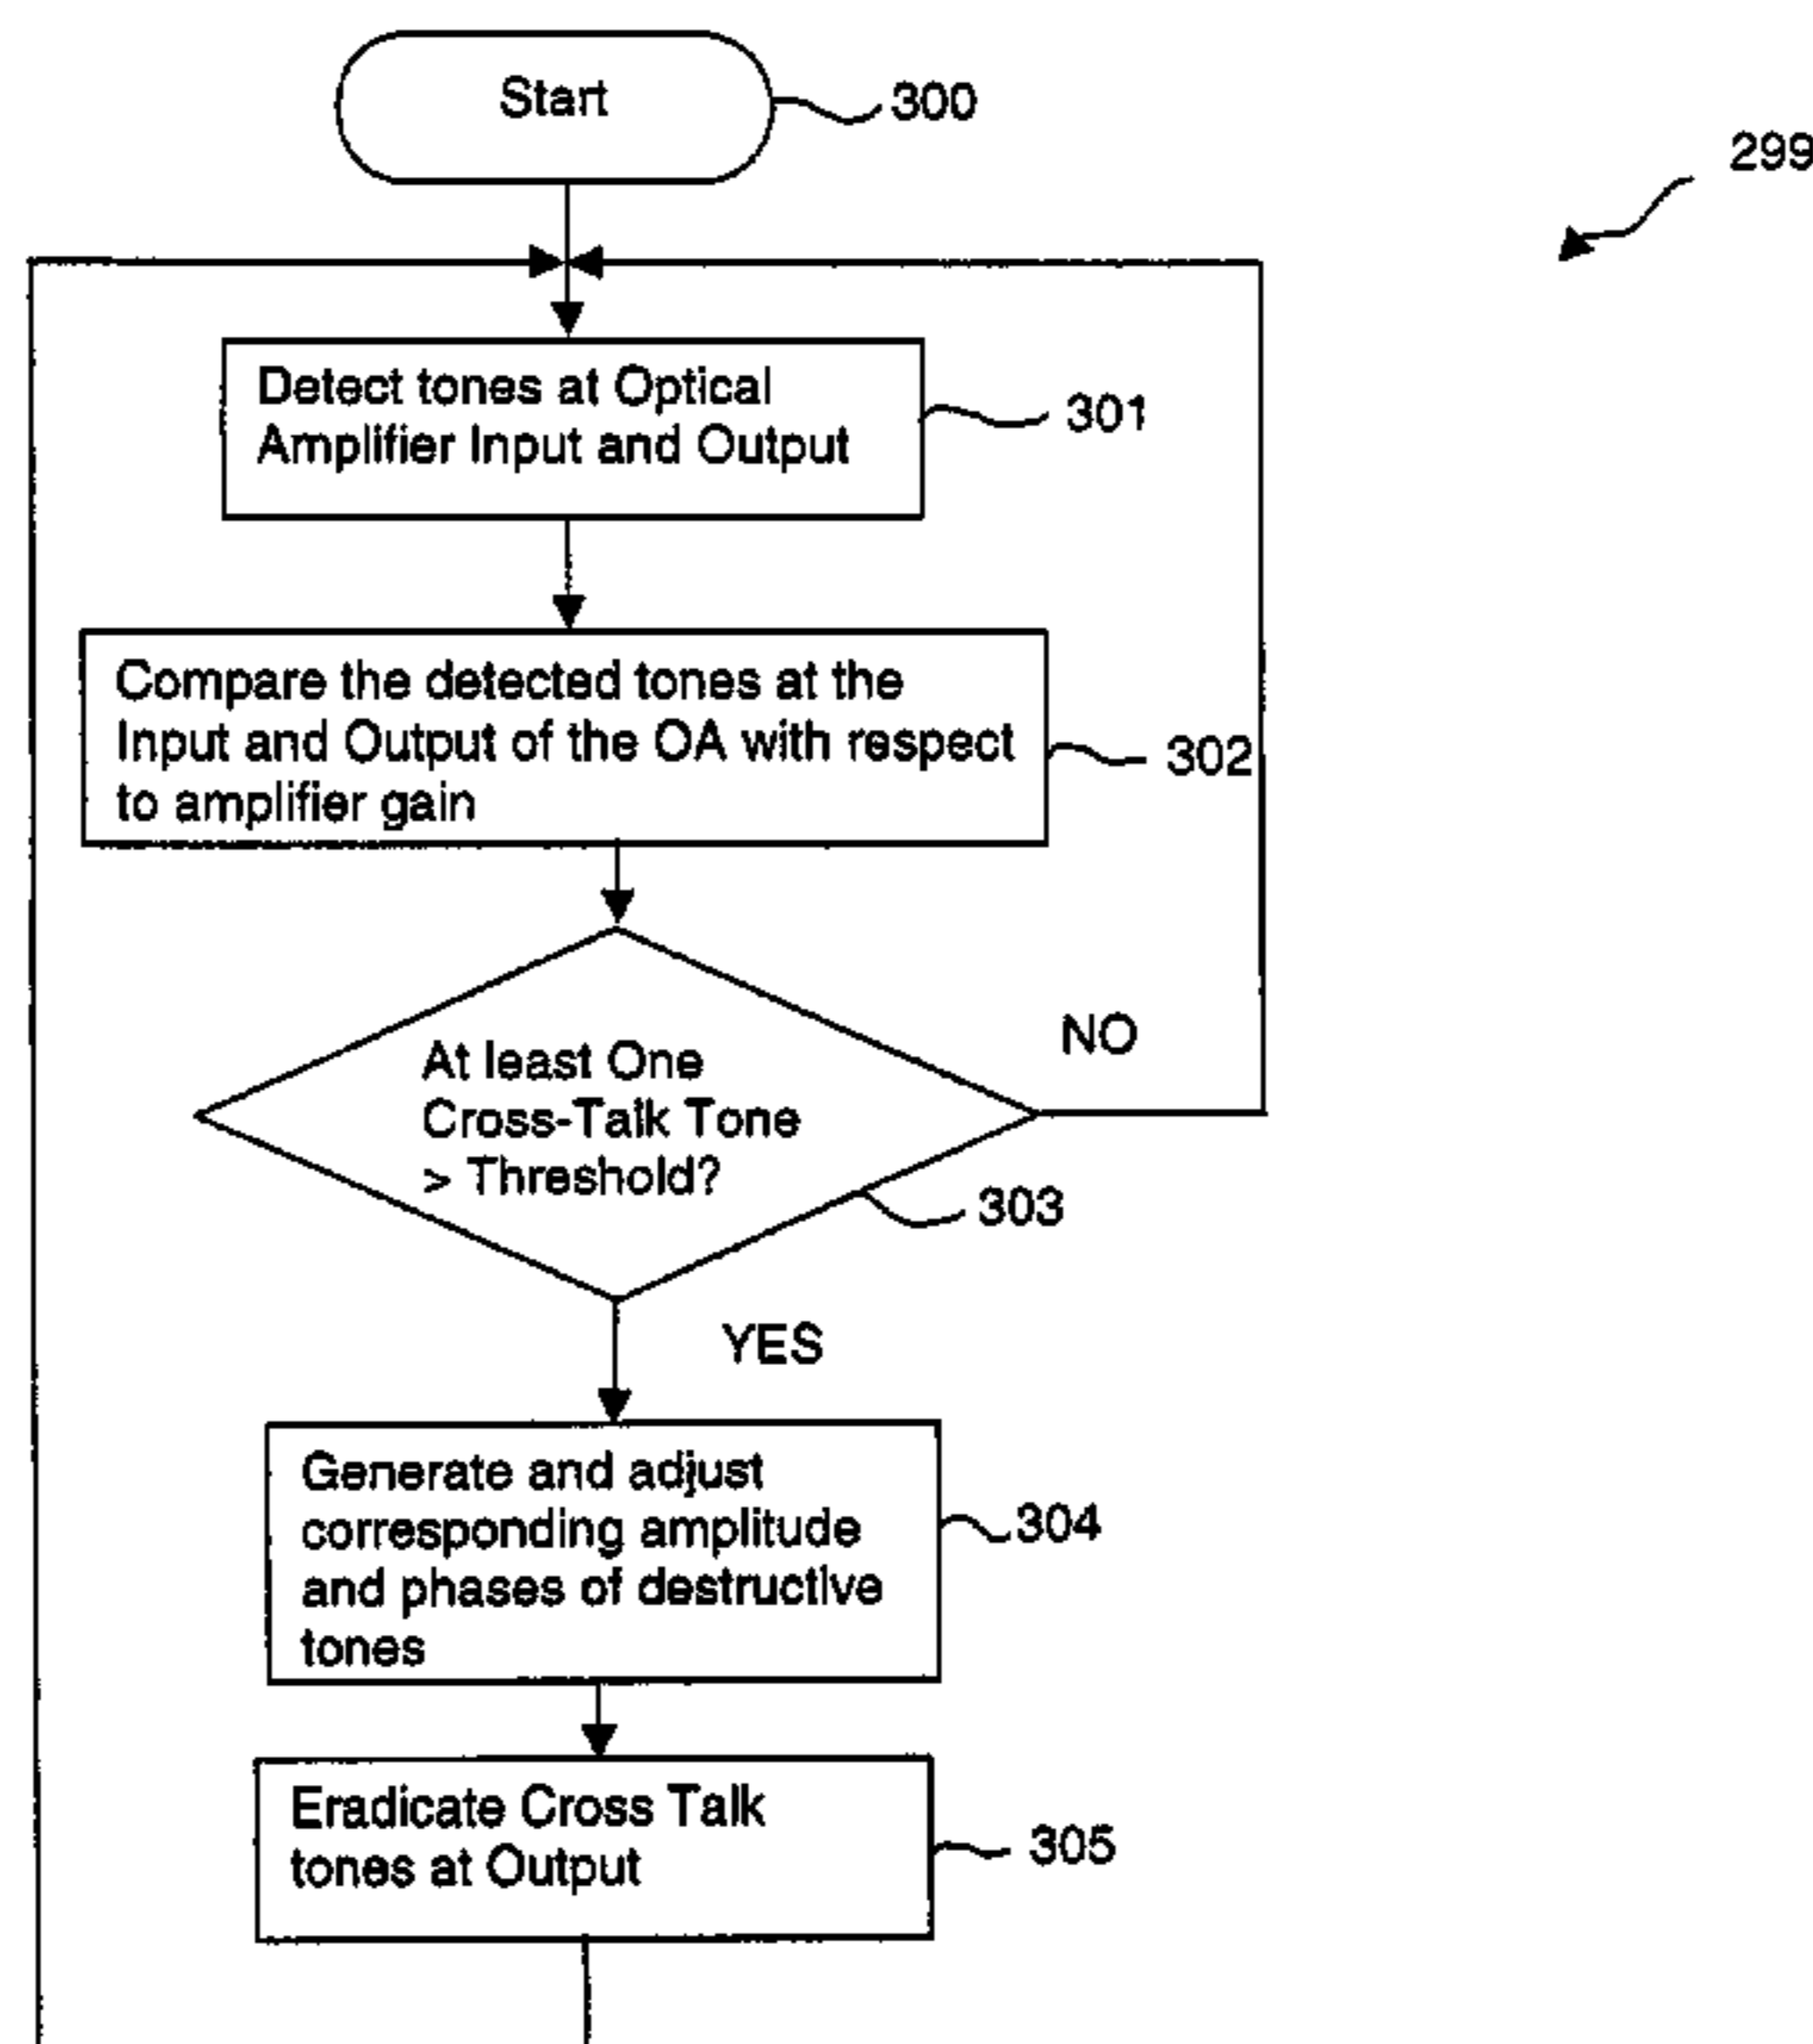 Start
300
299
Detect tones at Optical
Amplifier Input and Output
301
Compare the detected tones at the
Input and Output of the OA with respect
to amplifier gain
302
At least One
Cross-Talk Tone
> Threshold?
NO
303
YES
Generate and adjust
corresponding amplitude
and phases of destructive
tones
304
Eradicate Cross Talk
tones at Output
305